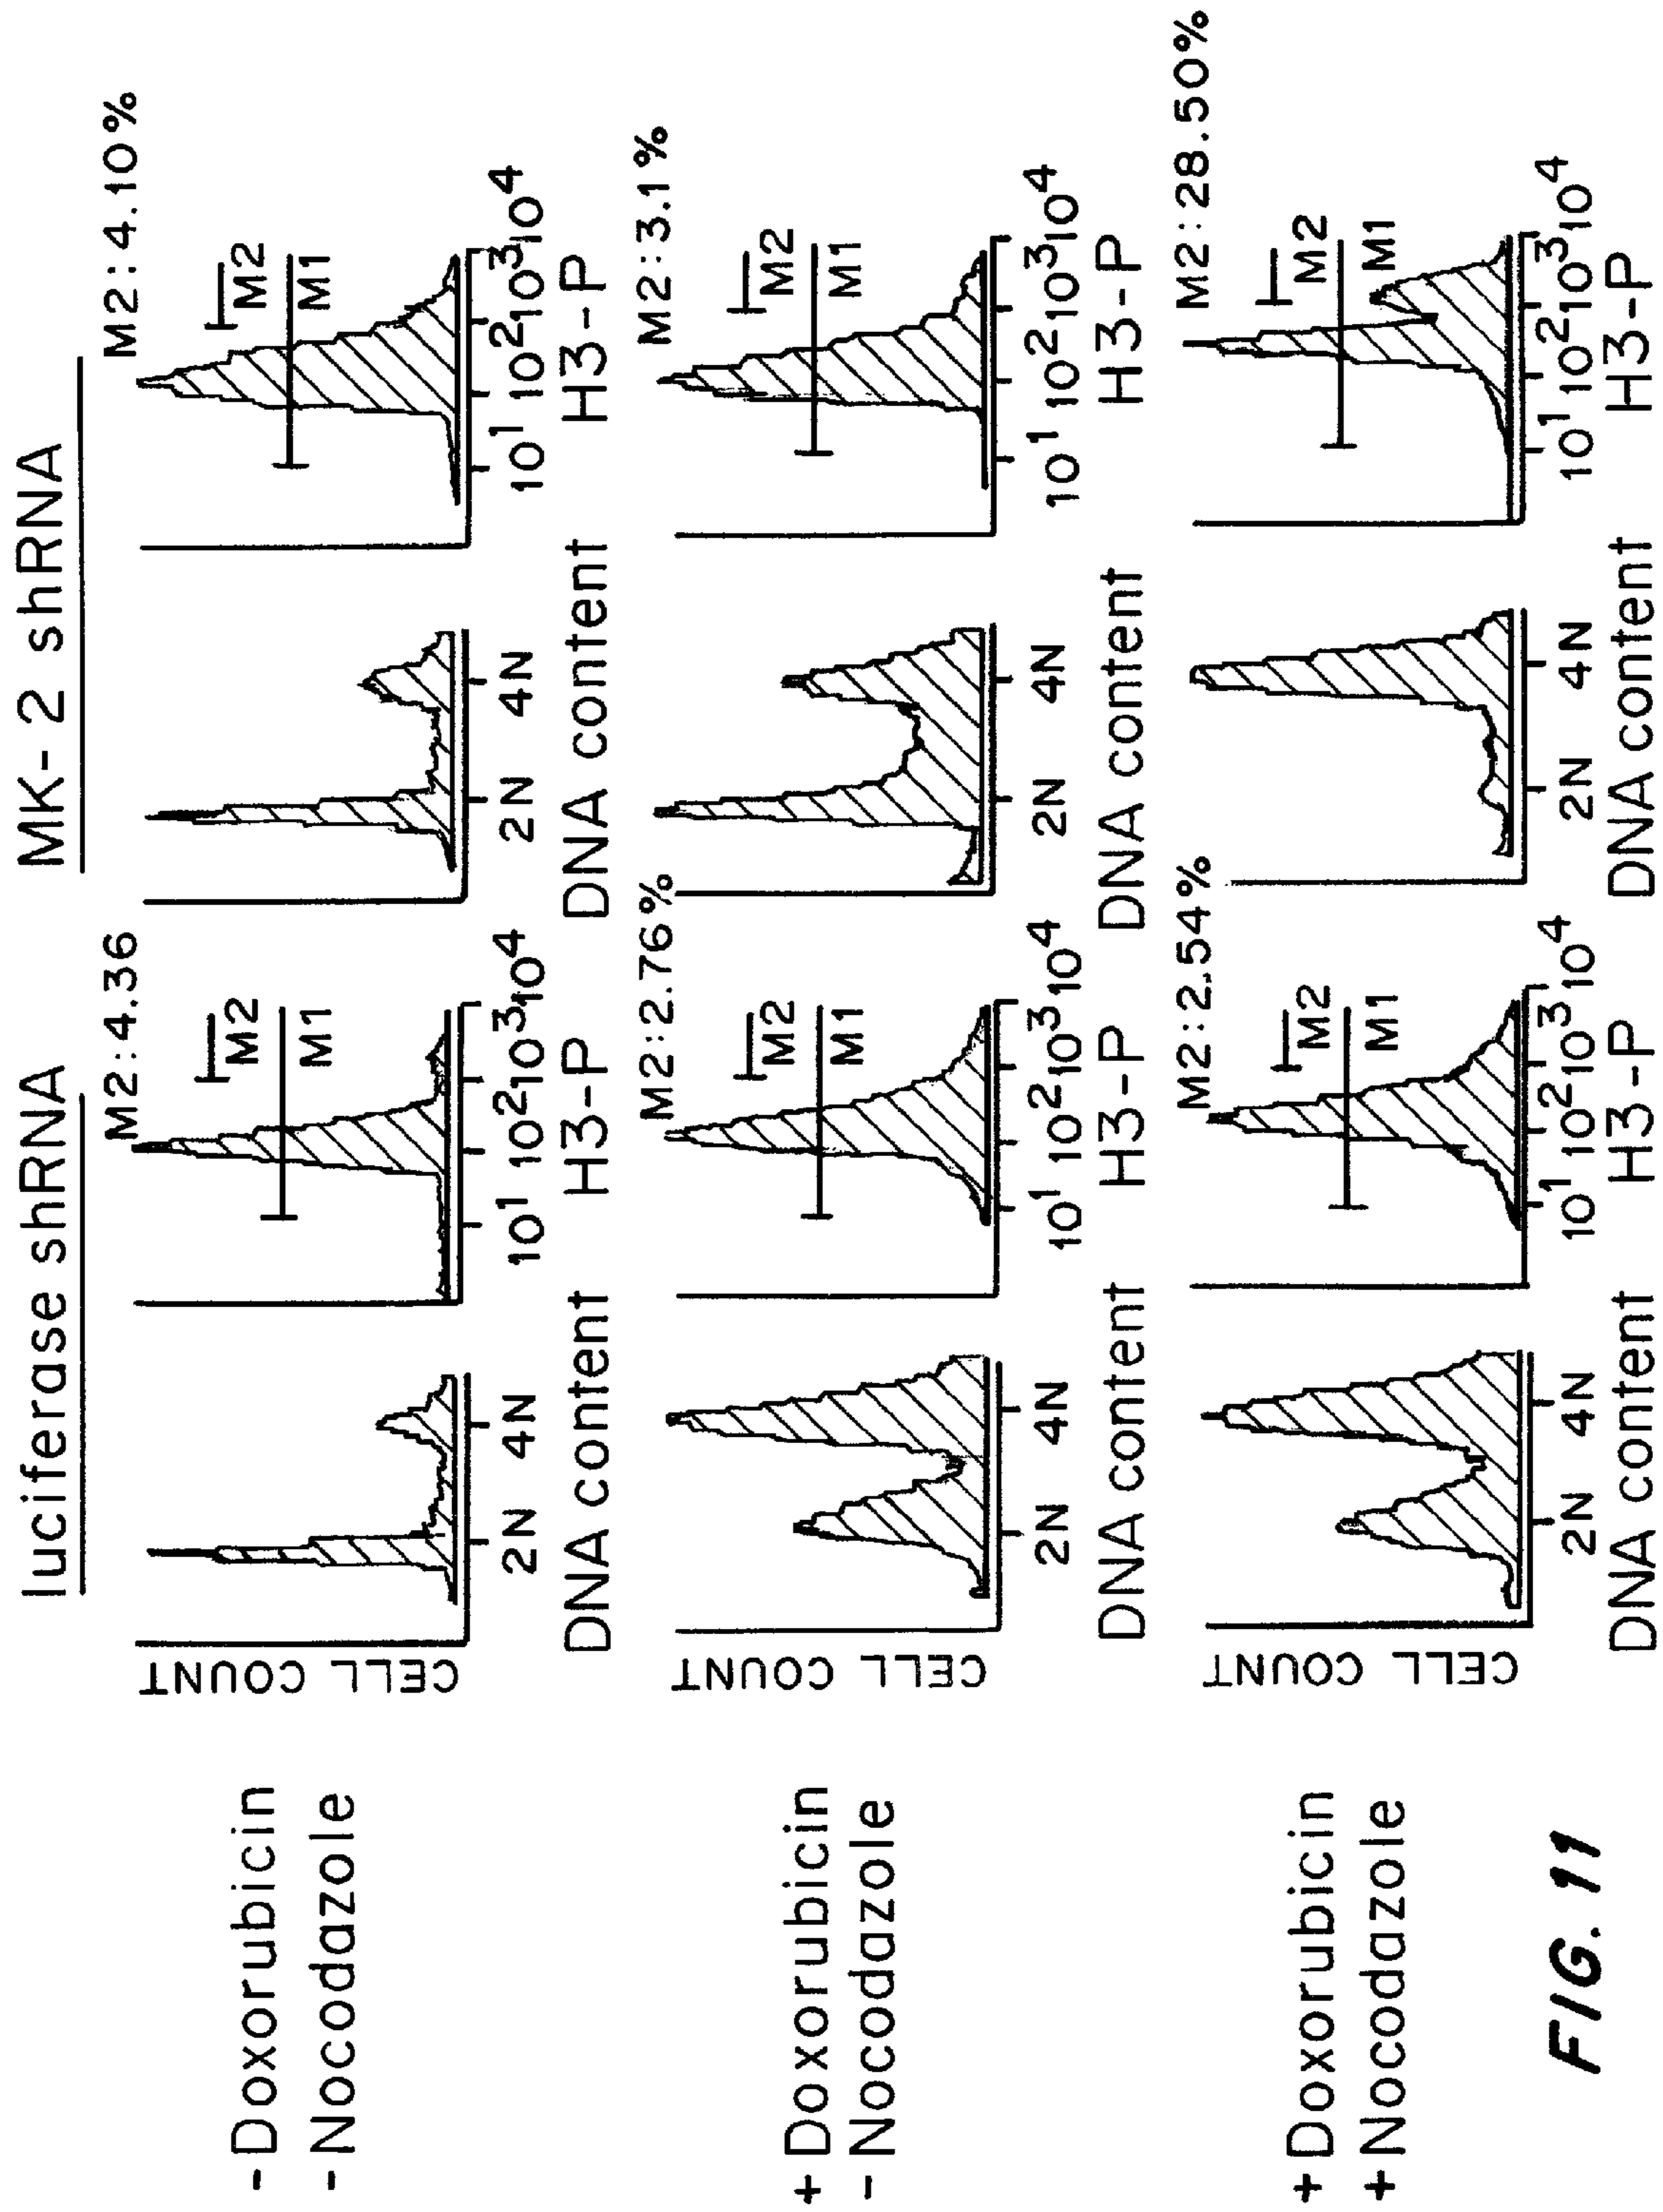 luciferase shRNA
MK-2 shRNA
- Doxorubicin
- Nocodazole
CELL COUNT
2N 4N
DNA content
M2:4.36
M2
M1
10¹ 10² 10³ 10⁴
H3-P
2N 4N
DNA content
M2:4.10%
M2
M1
10¹ 10² 10³ 10⁴
H3-P
+ Doxorubicin
- Nocodazole
CELL COUNT
2N 4N
DNA content
M2:2.76%
M2
M1
10¹ 10² 10³ 10⁴
H3-P
2N 4N
DNA content
M2:3.1%
M2
M1
10¹ 10² 10³ 10⁴
H3-P
+ Doxorubicin
+ Nocodazole
CELL COUNT
2N 4N
DNA content
M2:2.54%
M2
M1
10¹ 10² 10³ 10⁴
H3-P
2N 4N
DNA content
M2:28.50%
M2
M1
10¹ 10² 10³ 10⁴
H3-P
FIG. 11